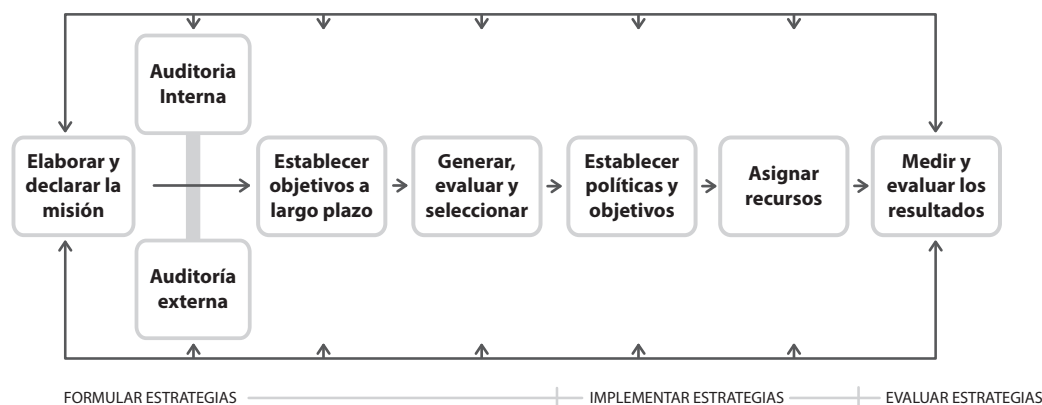 Auditoria
Interna
Elaborar y
declarar la
misión
Establecer
objetivos a
largo plazo
Generar,
evaluar y
seleccionar
Establecer
políticas y
objetivos
Asignar
recursos
Medir y
evaluar los
resultados
Auditoría
externa
FORMULAR ESTRATEGIAS
IMPLEMENTAR ESTRATEGIAS
EVALUAR ESTRATEGIAS